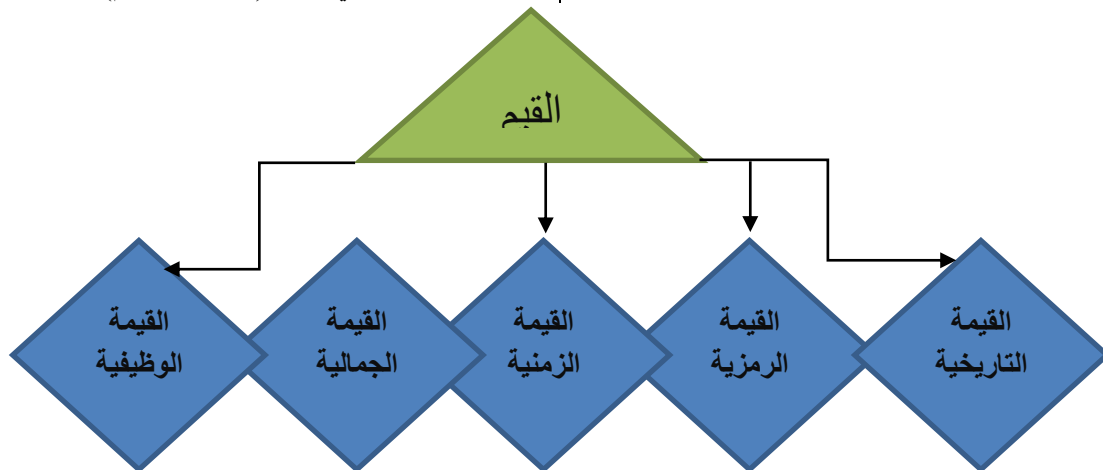 القيم
القيمة
التاريخية
القيمة
الرمزية
القيمة
الزمنية
القيمة
الجمالية
القيمة
الوظيفية